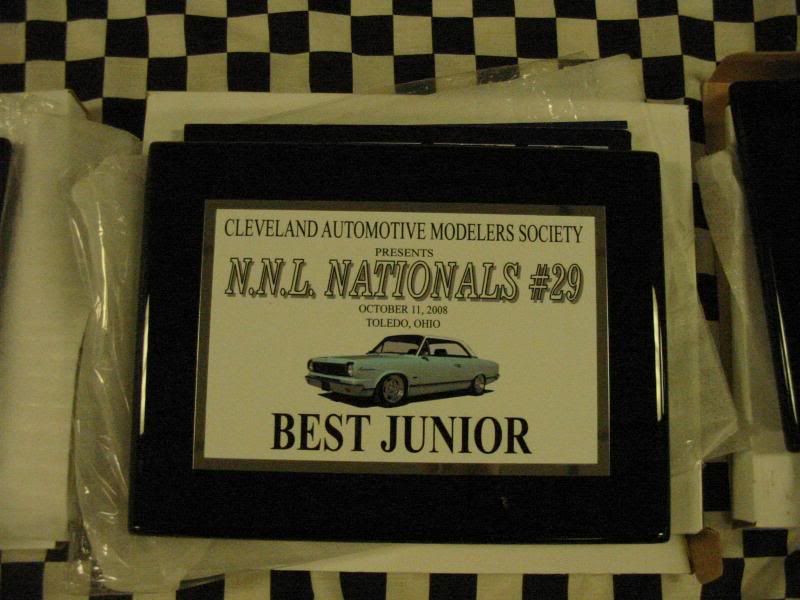 CLEVELAND AUTOMOTIVE MODELERS SOCIETY
PRESENTS
N.N.L. NATIONALS #29
OCTOBER 11, 2008
TOLEDO, OHIO
BEST JUNIOR